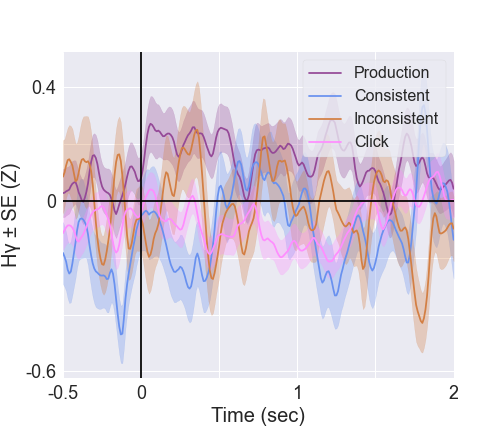 Production
Consistent
Inconsistent
Click
0.4
0
-0.6
Hγ ± SE (Z)
-0.5 0 1 2
Time (sec)